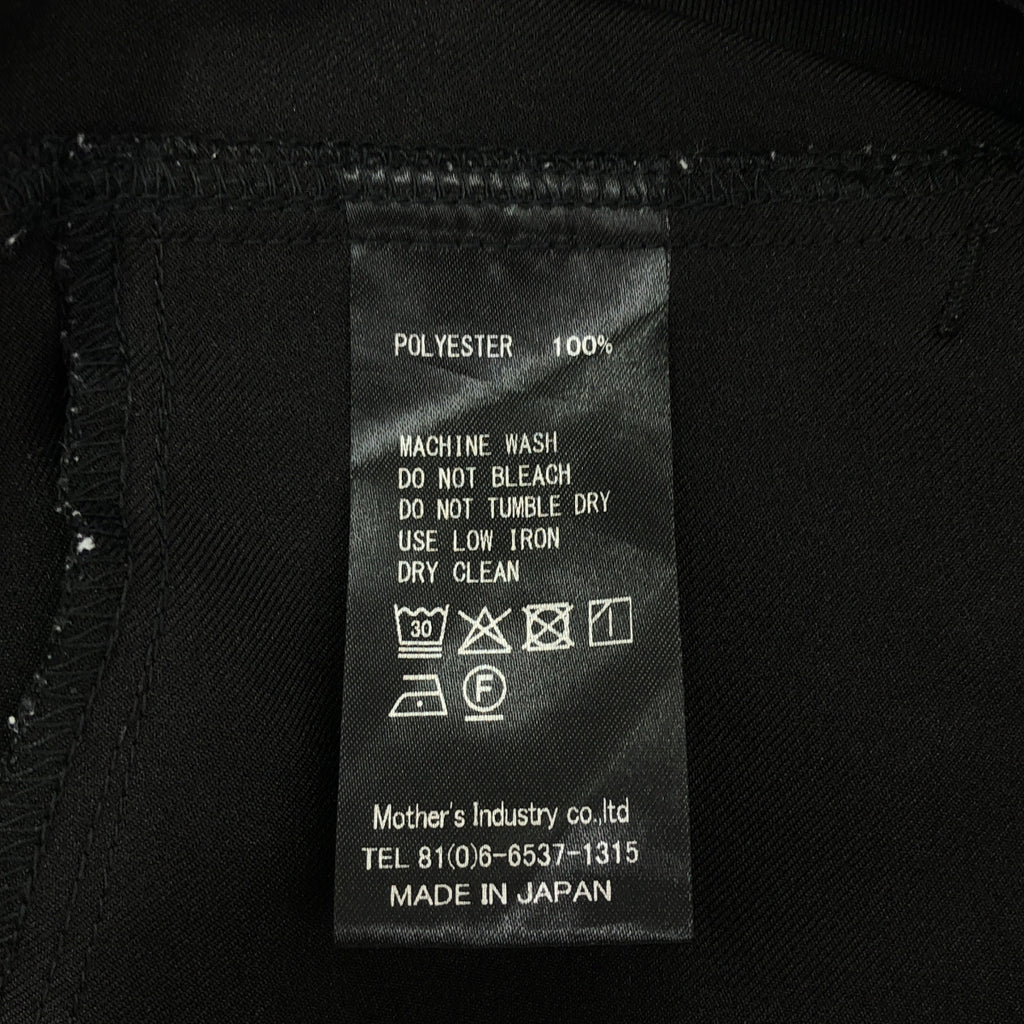 POLYESTER 100%
MACHINE WASH
DO NOT BLEACH
DO NOT TUMBLE DRY
USE LOW IRON
DRY CLEAN
30
F
Mother's Industry co.,ltd
TEL 81(0)6-6537-1315
MADE IN JAPAN